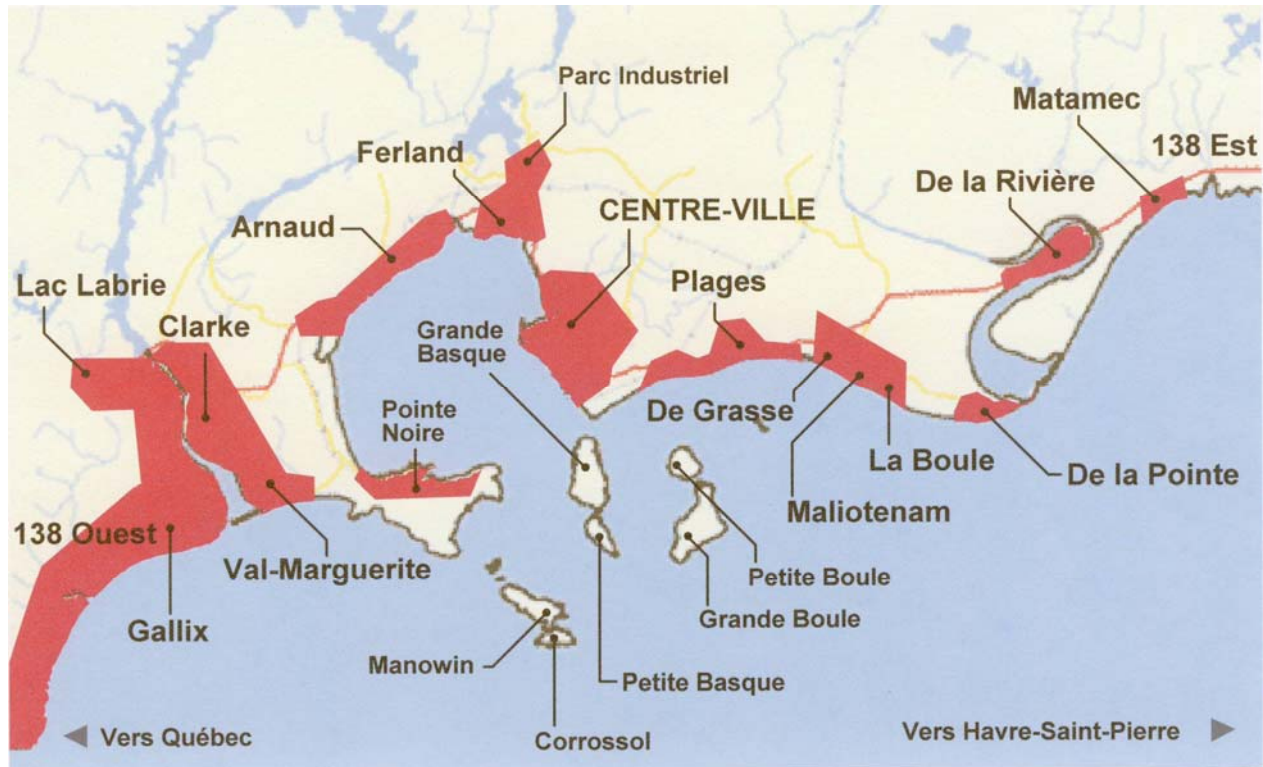 Parc Industriel
Matamec
138 Est
Ferland
De la Rivière
CENTRE-VILLE
Arnaud
Lac Labrie
Plages
Clarke
Grande
Basque
Pointe
Noire
De Grasse
La Boule
De la Pointe
Maliotenam
138 Ouest
Val-Marguerite
Petite Boule
Grande Boule
Gallix
Manowin
Petite Basque
Vers Québec
Corrossol
Vers Havre-Saint-Pierre